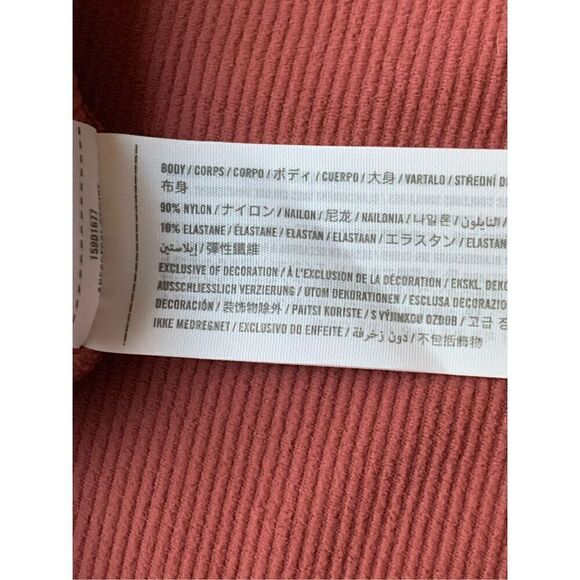 BODY / CORPS / CORPO / ボディ / CUERPO / 大身 / VARTALO / STŘEDNÍ
布身
90% NYLON / ナイロン / NAILON / 尼龙 / NAILONIA / 나일론 / النايلون /
10% ELASTANE / ÉLASTANE / ELASTAN / ELASTAAN / エラスタン / ELASTAN
إيلاستين / 彈性纖維
EXCLUSIVE OF DECORATION / À L'EXCLUSION DE LA DÉCORATION / EKSKL.
AUSSCHLIESSLICH VERZIERUNG / UTOM DEKORATIONEN / ESCLUSA
DECORACIÓN / 装饰物除外 / PAITSI KORISTE / S VÝJIMKOU OZDOB / 고급
IKKE MEDREGNET / EXCLUSIVO DO ENFEITE / دون زخرفة / 不包括飾物
159D1677